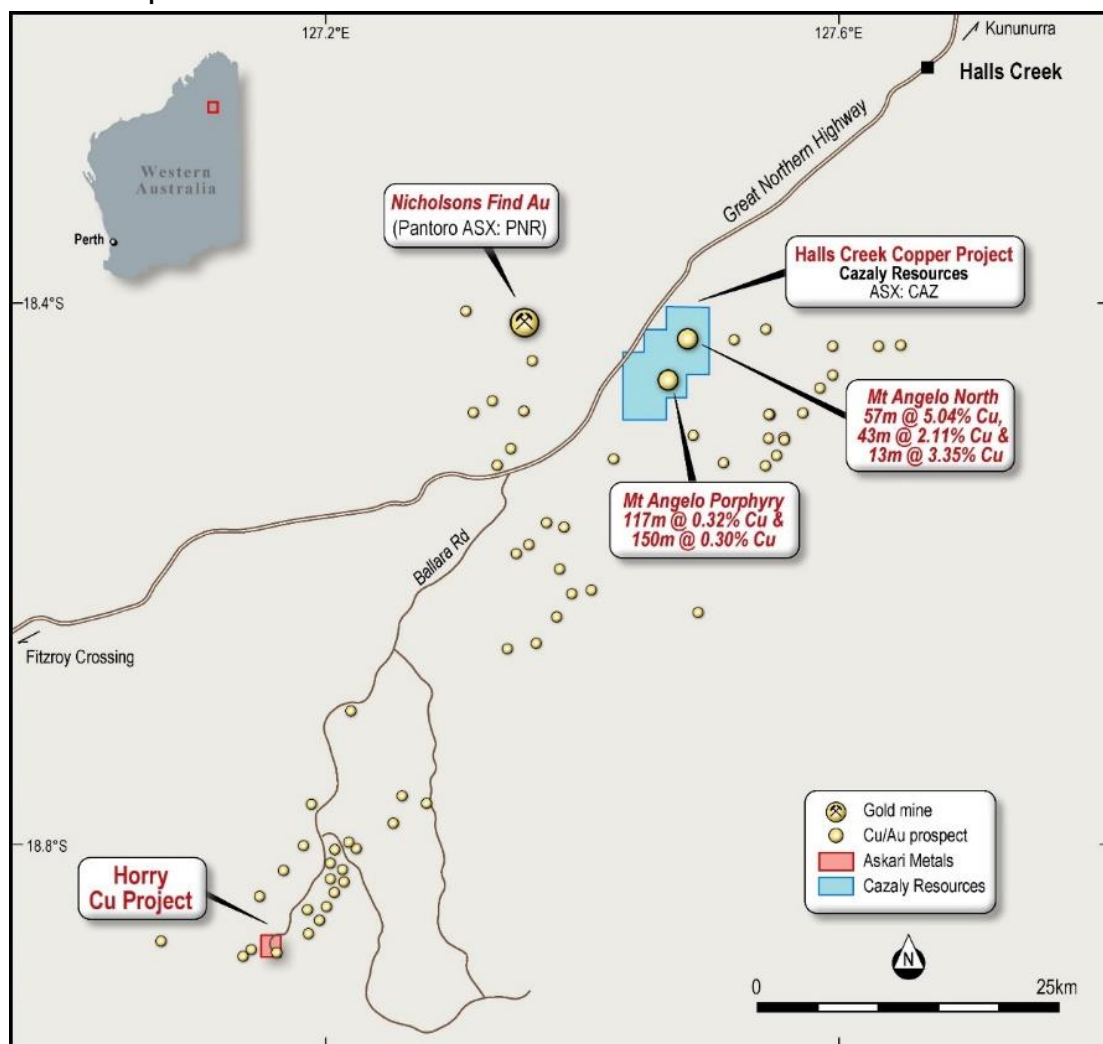 127.2°E
127.6°E
Kununurra
Halls Creek
Great Northern Highway
Western
Australia
Perth
Nicholsons Find Au
(Pantoro ASX: PNR)
Halls Creek Copper Project
Cazaly Resources
ASX: CAZ
18.4°S
Mt Angelo North
57m @ 5.04% Cu,
43m @ 2.11% Cu &
13m @ 3.35% Cu
Mt Angelo Porphyry
117m @ 0.32% Cu &
150m @ 0.30% Cu
Ballara Rd
Fitzroy Crossing
18.8°S
Horry
Cu Project
Gold mine
Cu/Au prospect
Askari Metals
Cazaly Resources
N
0
25km